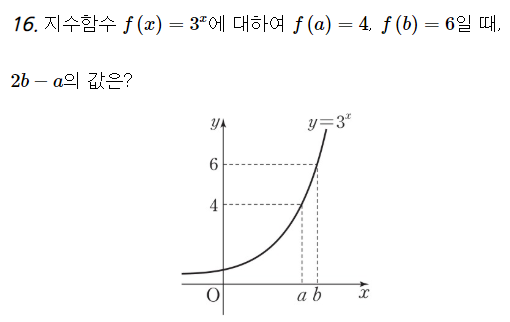 16. 지수함수 f(x) = 3ˣ에 대하여 f(a) = 4, f(b) = 6일 때,
2b − a의 값은?
y
y=3ˣ
6
4
O
a b
x